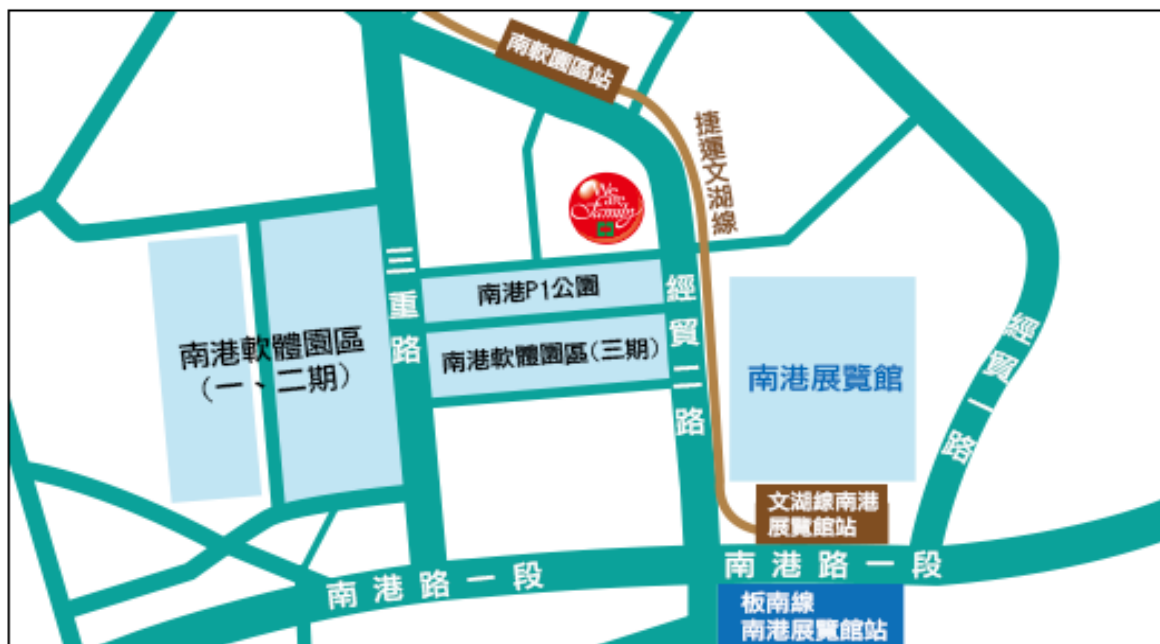 南軟園區站
捷運文湖線
We
are
Family
三重路
南港P1公園
經貿二路
經貿一路
南港軟體園區
(一、二期)
南港軟體園區(三期)
南港展覽館
文湖線南港
展覽館站
南港路一段
南港路一段
板南線
南港展覽館站